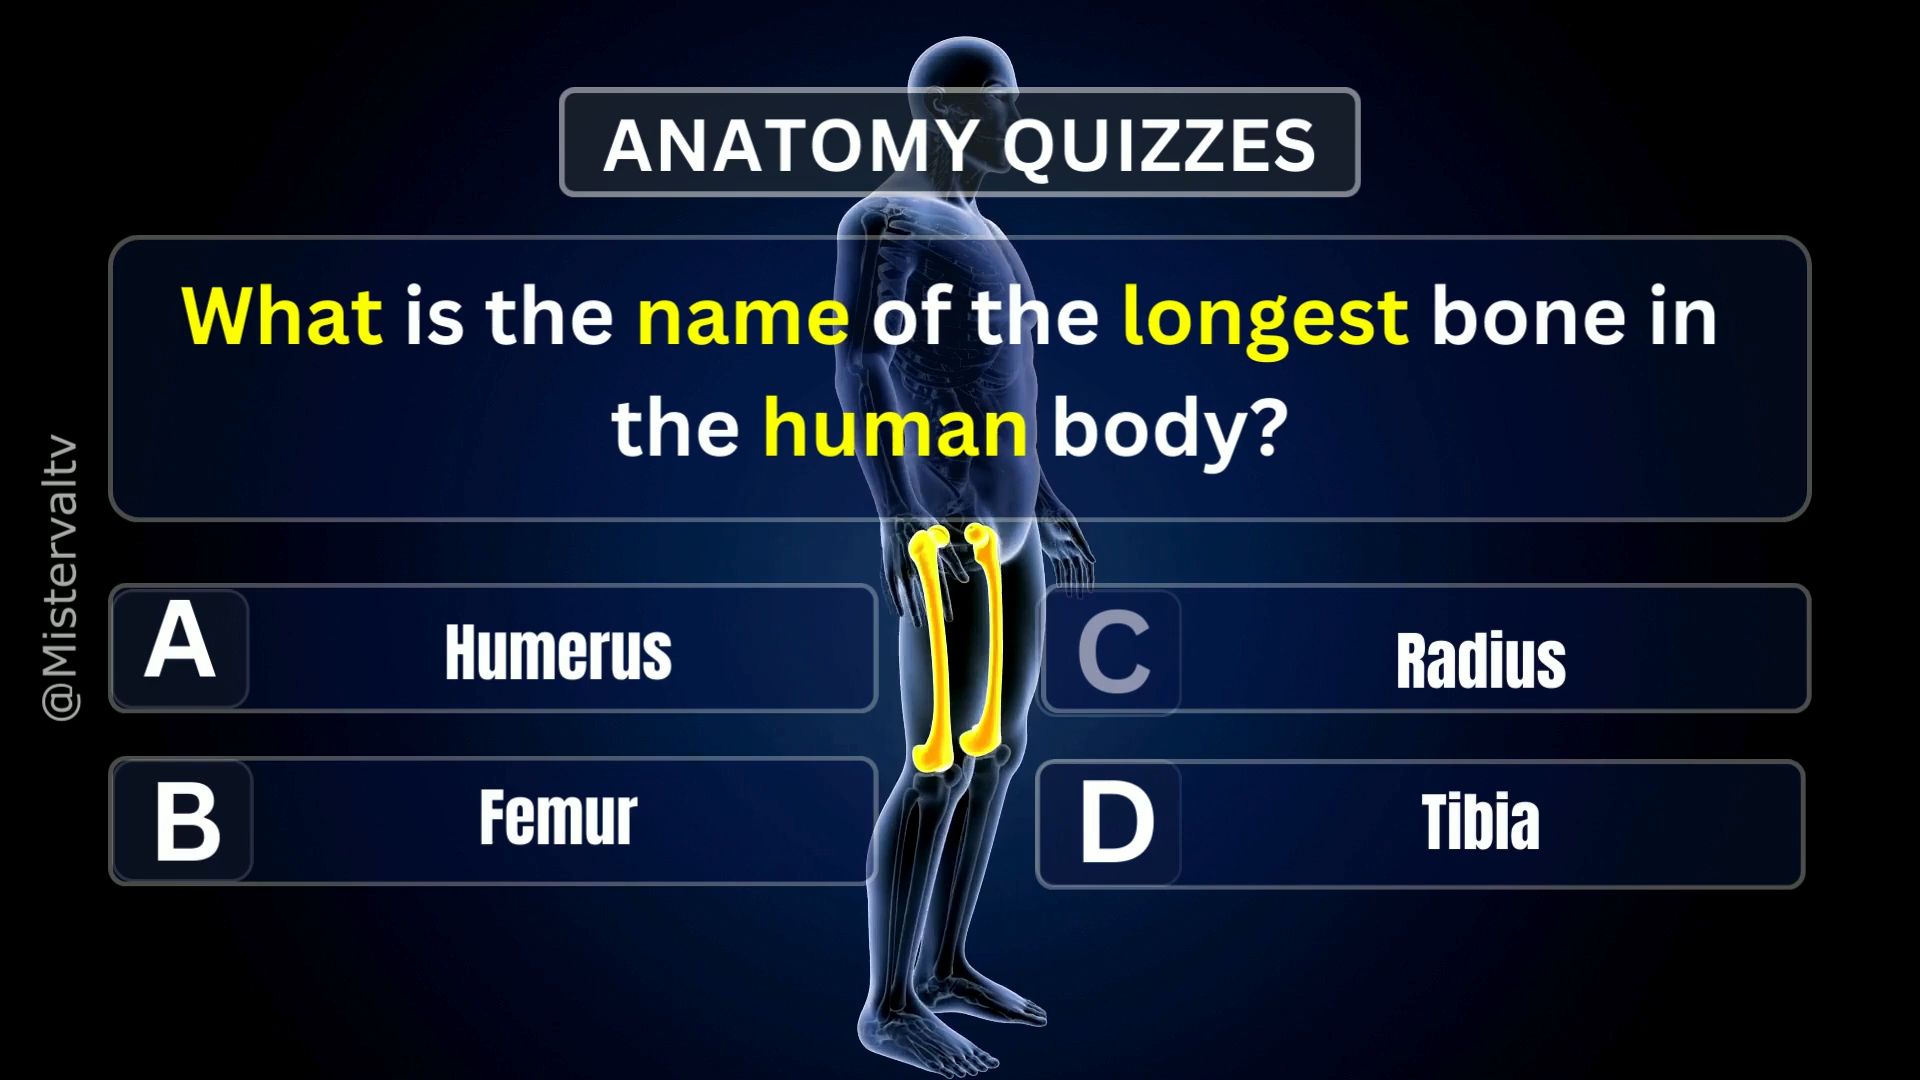 ANATOMY QUIZZES
What is the name of the longest bone in
the human body?
A Humerus
B Femur
C Radius
D Tibia
@Mistervaltv